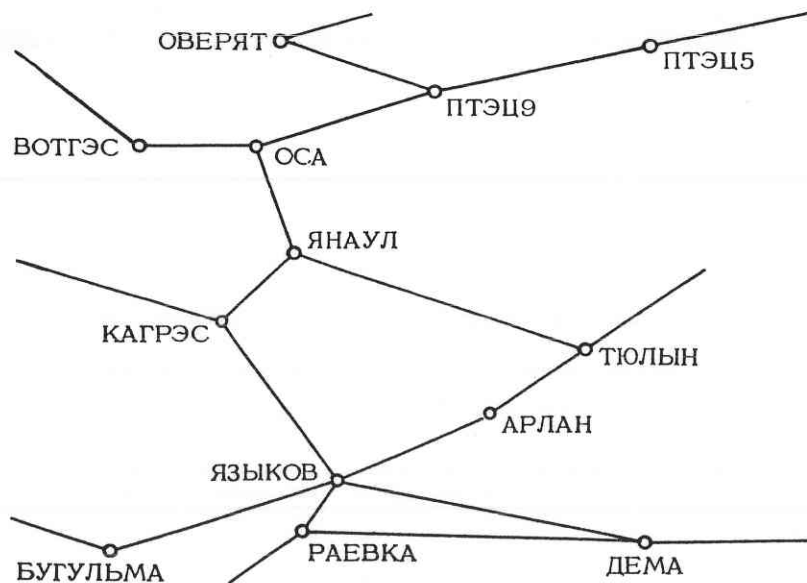 ОВЕРЯТ
ПТЭЦ5
ПТЭЦ9
ВОТГЭС
ОСА
ЯНАУЛ
КАГРЭС
ТЮЛЫН
АРЛАН
ЯЗЫКОВ
РАЕВКА
БУГУЛЬМА
ДЕМА